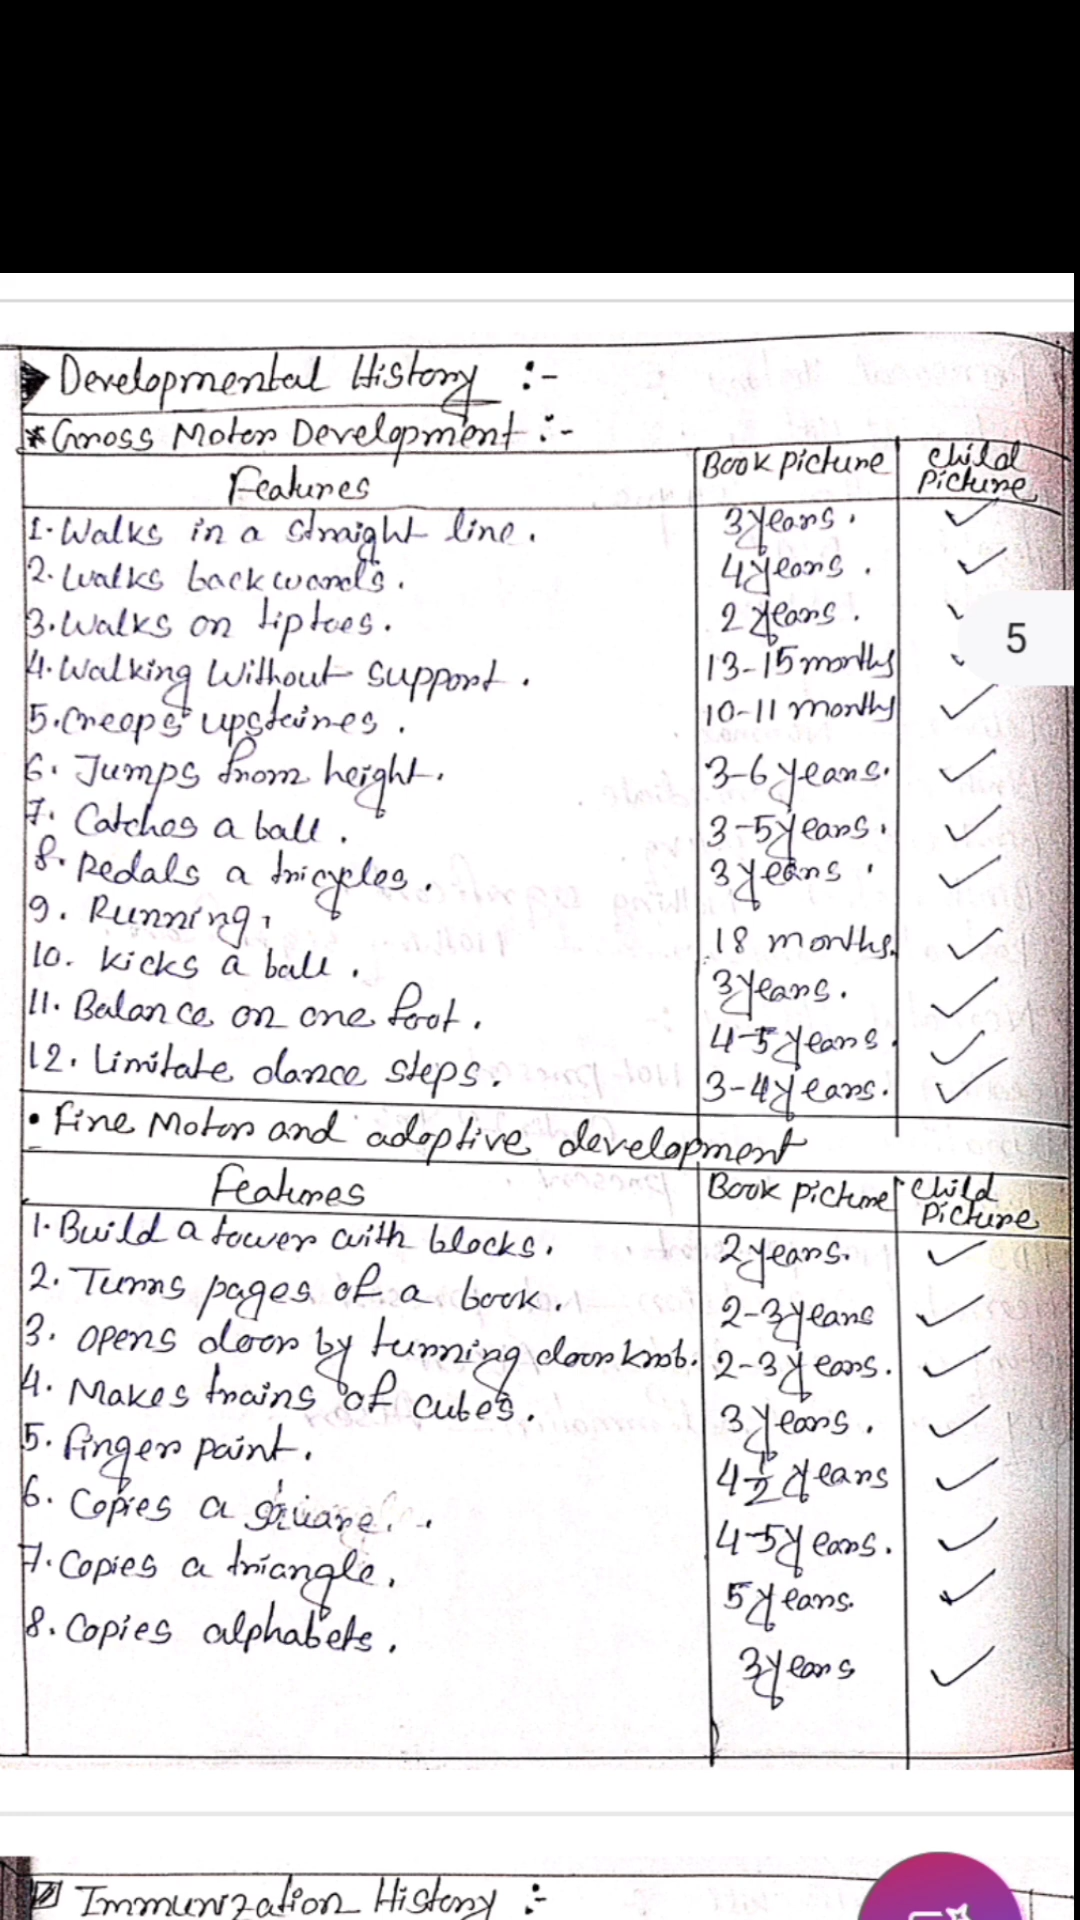 Developmental History :-
* Gross Motor Development :-
Features Book picture Child Picture
1. Walks in a straight line. 3 years. ✓
2. Walks backwards. 4 years. ✓
3. Walks on tiptoes. 2 years. ✓
4. Walking Without support. 13-15 months ✓
5. Creeps upstaires. 10-11 months ✓
6. Jumps from height. 3-6 years. ✓
7. Catches a ball. 3-5 years. ✓
8. Pedals a tricycles. 3 years. ✓
9. Running. 18 months. ✓
10. Kicks a ball. 3 years. ✓
11. Balance on one foot. 4-5 years. ✓
12. Limitate dance steps. 3-4 years. ✓
• Fine Motor and adoptive development
Features Book picture Child Picture
1. Build a tower with blocks. 2 years. ✓
2. Turns pages of a book. 2-3 years ✓
3. opens door by turning door knob. 2-3 years. ✓
4. Makes trains of cubes. 3 years. ✓
5. finger paint. 4 1/2 years ✓
6. Copies a square. 4-5 years. ✓
7. Copies a triangle. 5 years. ✓
8. Copies alphabets. 3 years ✓
5
Immunization History :-